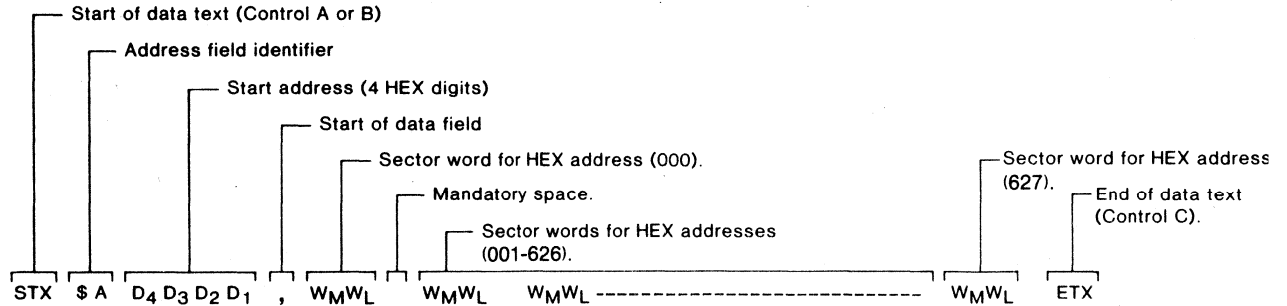 Start of data text (Control A or B)
Address field identifier
Start address (4 HEX digits)
Start of data field
Sector word for HEX address (000).
Mandatory space.
Sector words for HEX addresses
(001-626).
Sector word for HEX address
(627).
End of data text
(Control C).
STX $ A D4 D3 D2 D1 , WMWL WMWL WMWL ------------------------------ WMWL ETX